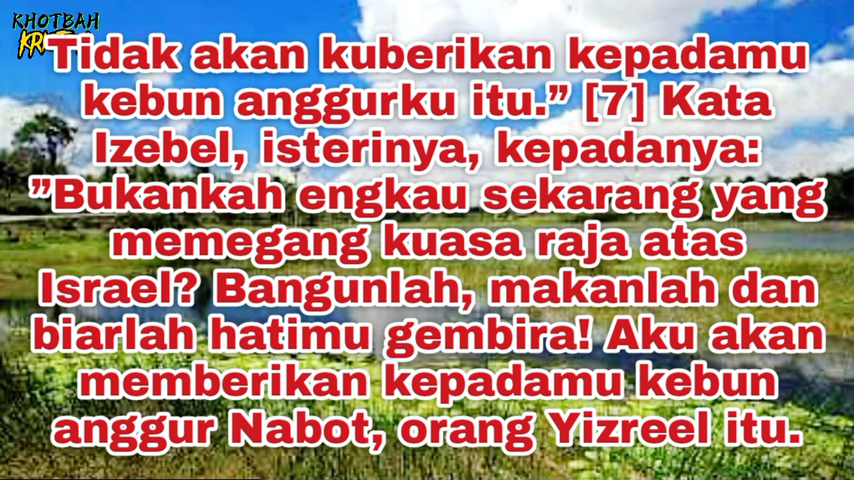 KHOTBAH
Tidak akan kuberikan kepadamu
kebun anggurku itu.” [7] Kata
Izebel, isterinya, kepadanya:
”Bukankah engkau sekarang yang
memegang kuasa raja atas
Israel? Bangunlah, makanlah dan
biarlah hatimu gembira! Aku akan
memberikan kepadamu kebun
anggur Nabot, orang Yizreel itu.